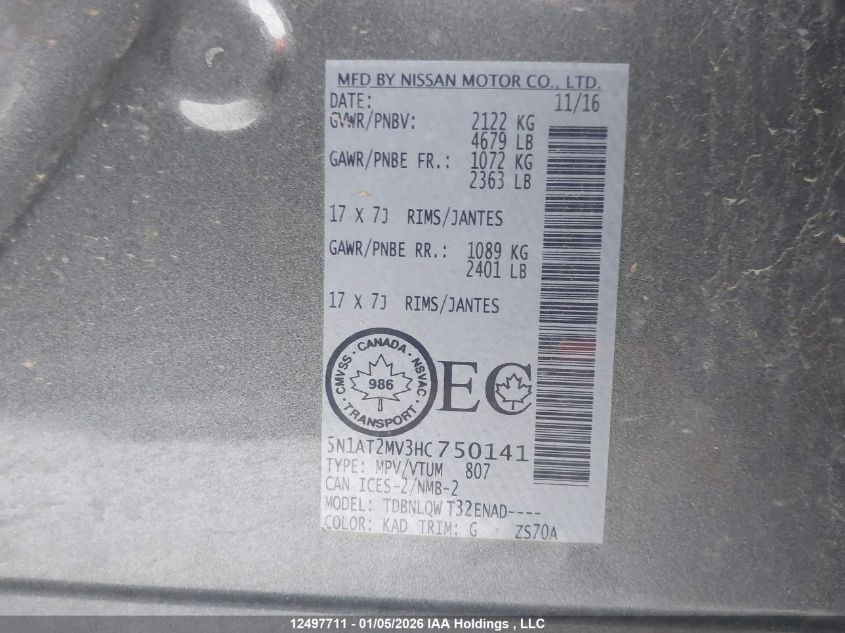 MFD BY NISSAN MOTOR CO., LTD.
DATE: 11/16
GVWR/PNBV: 2122 KG
4679 LB
GAWR/PNBE FR.: 1072 KG
2363 LB
17 X 7J RIMS/JANTES
GAWR/PNBE RR.: 1089 KG
2401 LB
17 X 7J RIMS/JANTES
CMVSS · CANADA · NSVAC · TRANSPORT ·
986
EC
5N1AT2MV3HC750141
TYPE: MPV/VTUM 807
CAN ICES-2/NMB-2
MODEL: TDBNLQW T32ENAD----
COLOR: KAD TRIM: G ZS70A
12497711 - 01/05/2026 IAA Holdings , LLC